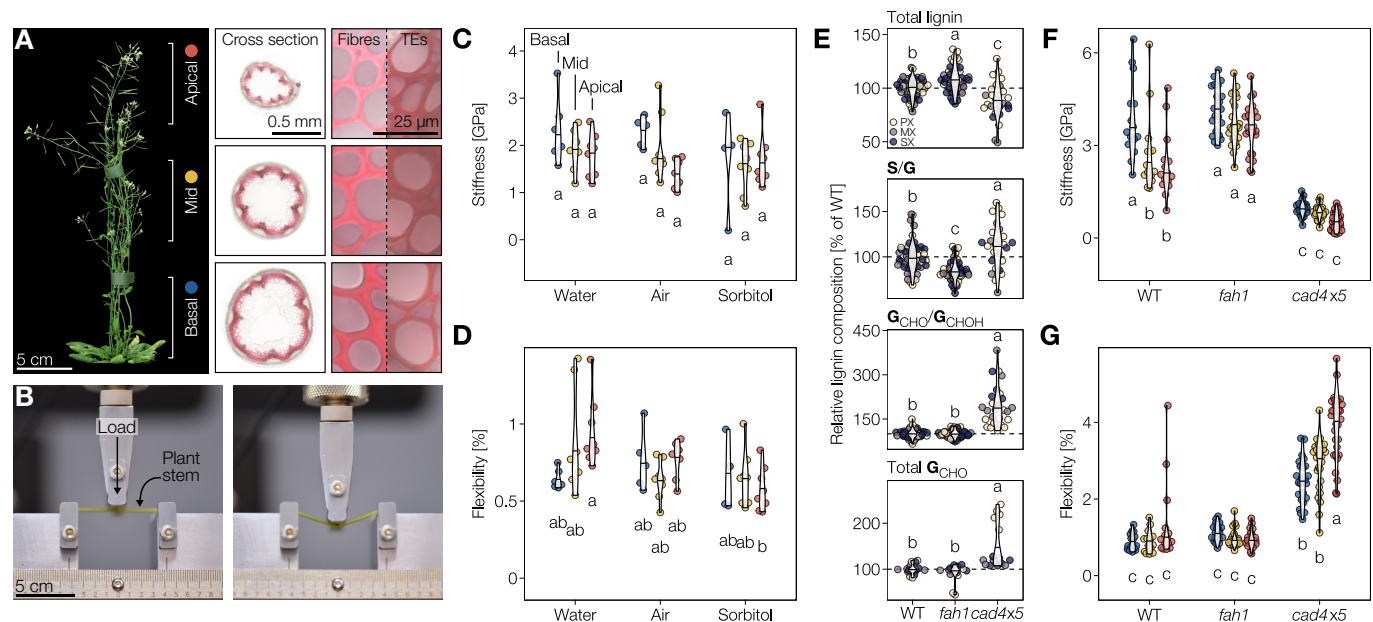 A
Apical
Mid
Basal
5 cm
Cross section
0.5 mm
Fibres
TEs
25 µm
B
Load
Plant
stem
5 cm
C
Stiffness [GPa]
4
3
2
1
0
Basal
Mid
Apical
a
a
a
a
a
a
a
a
a
Water
Air
Sorbitol
D
Flexibility [%]
1
0.5
0
ab
ab
a
ab
ab
ab
ab
ab
b
Water
Air
Sorbitol
E
Relative lignin composition [% of WT]
Total lignin
150
100
50
b
a
c
PX
MX
SX
S/G
150
100
b
c
a
GCHO/GCHOH
450
300
150
b
b
a
Total GCHO
200
100
b
b
a
WT
fah1
cad4x5
F
Stiffness [GPa]
6
3
0
a
b
b
a
a
a
c
c
c
WT
fah1
cad4x5
G
Flexibility [%]
4
2
0
c
c
c
c
c
c
b
b
a
WT
fah1
cad4x5